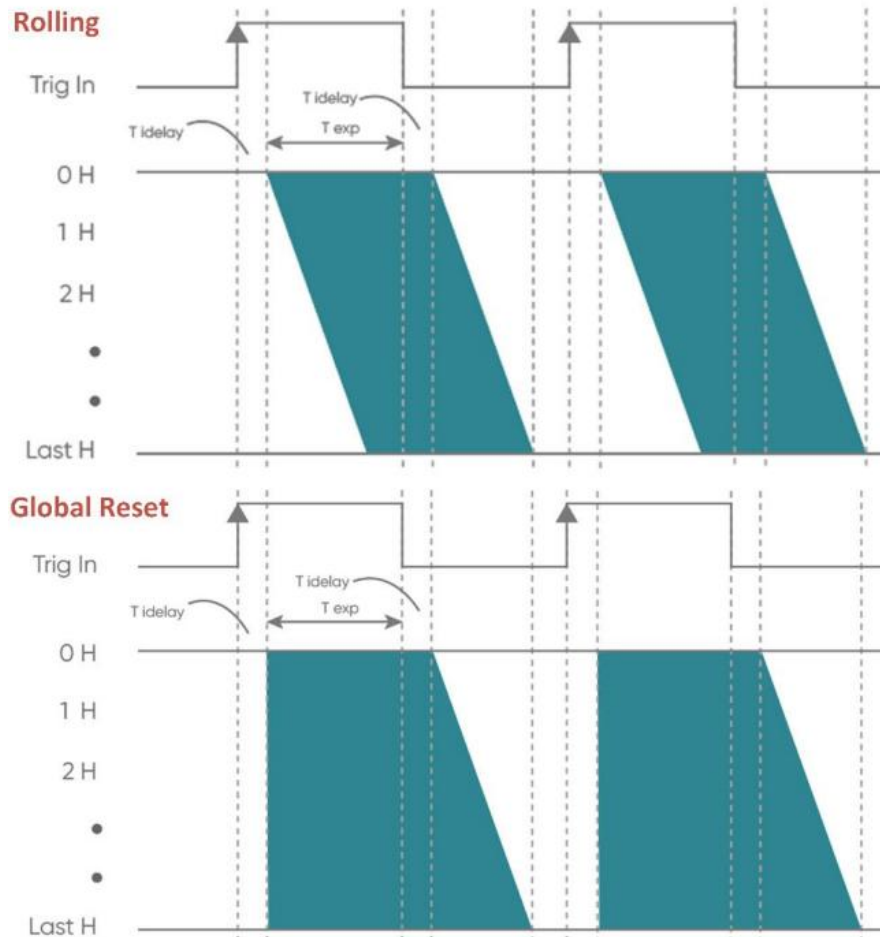 Rolling
Trig In
T idelay
T idelay
T exp
0 H
1 H
2 H
Last H
Global Reset
Trig In
T idelay
T idelay
T exp
0 H
1 H
2 H
Last H